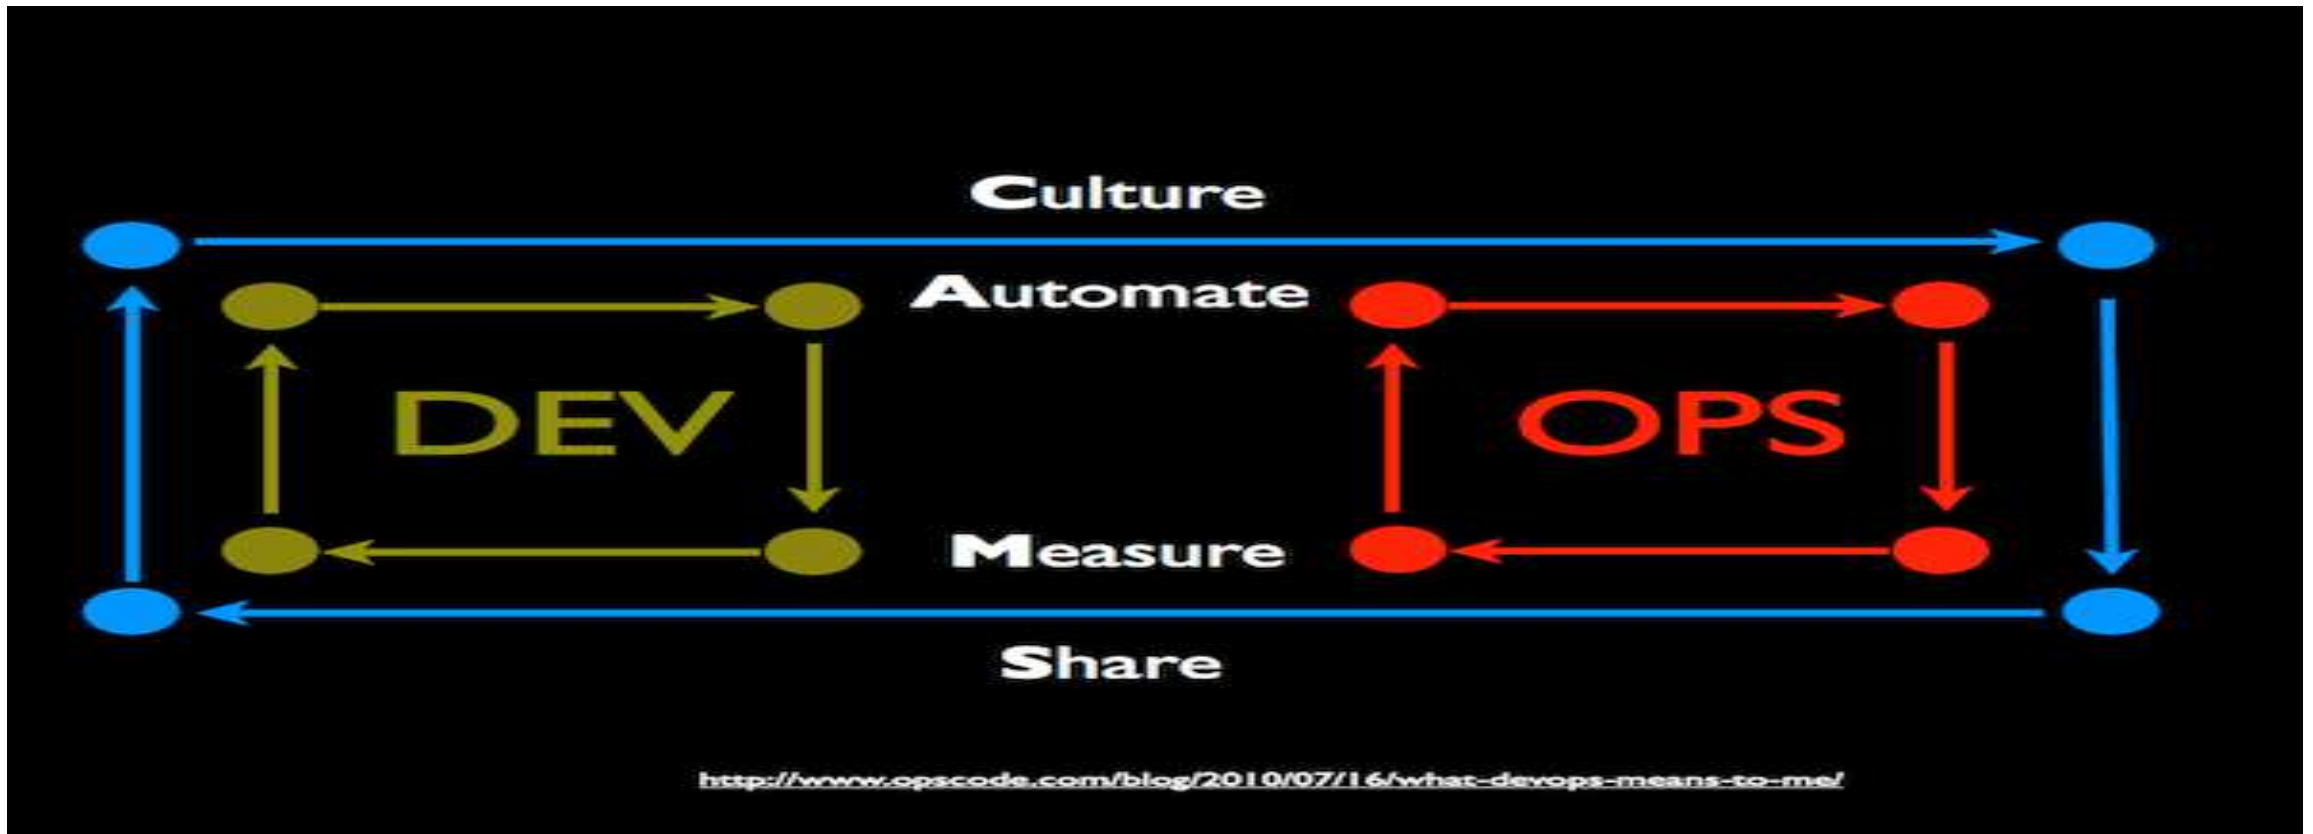 Culture
Automate
DEV
OPS
Measure
Share
http://www.opscode.com/blog/2010/07/16/what-devops-means-to-me/